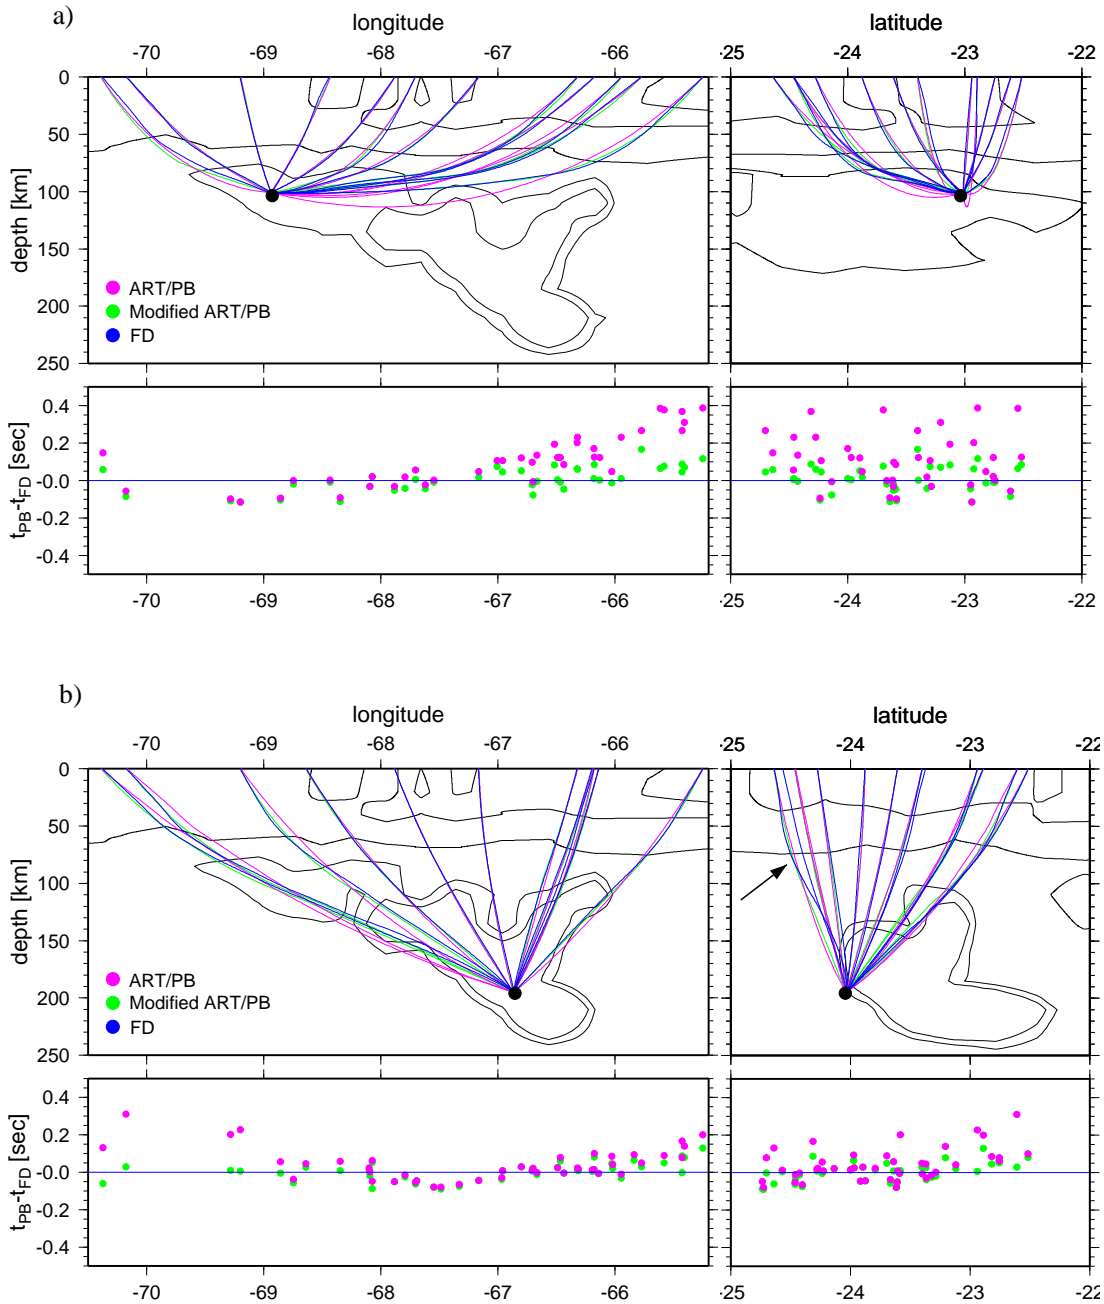 a)
longitude
latitude
-70 -69 -68 -67 -66
-25 -24 -23 -22
0
50
100
150
200
250
depth [km]
ART/PB
Modified ART/PB
FD
0.4
0.2
-0.0
-0.2
-0.4
tPB-tFD [sec]
-70 -69 -68 -67 -66
-25 -24 -23 -22
b)
longitude
latitude
-70 -69 -68 -67 -66
-25 -24 -23 -22
0
50
100
150
200
250
depth [km]
ART/PB
Modified ART/PB
FD
0.4
0.2
-0.0
-0.2
-0.4
tPB-tFD [sec]
-70 -69 -68 -67 -66
-25 -24 -23 -22